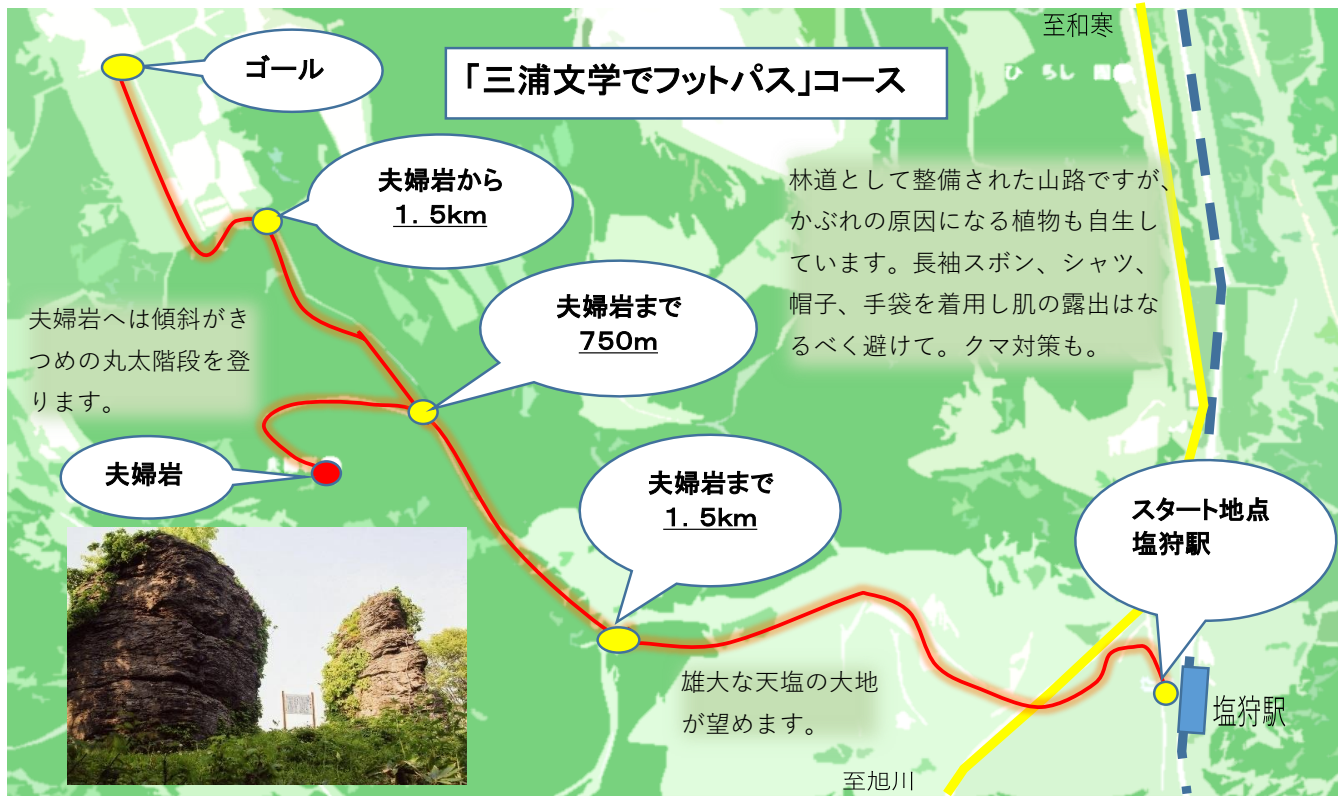 至和寒
ゴール
「三浦文学でフットパス」コース
ひらし
夫婦岩から
1.5km
林道として整備された山路ですが、
かぶれの原因になる植物も自生し
ています。長袖スボン、シャツ、
帽子、手袋を着用し肌の露出はな
るべく避けて。クマ対策も。
夫婦岩まで
750m
夫婦岩へは傾斜がき
つめの丸太階段を登
ります。
夫婦岩
夫婦岩まで
1.5km
スタート地点
塩狩駅
雄大な天塩の大地
が望めます。
塩狩駅
至旭川